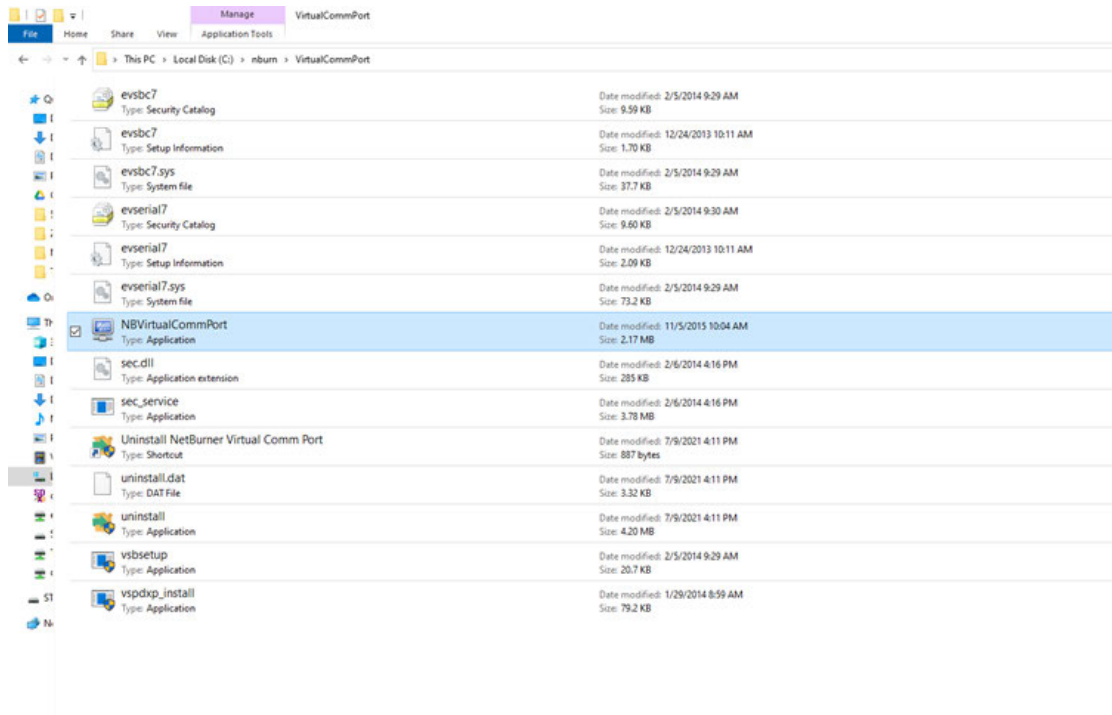 Manage VirtualCommPort
File Home Share View Application Tools
This PC > Local Disk (C:) > nburn > VirtualCommPort
evsbc7 Date modified: 2/5/2014 9:29 AM
Type: Security Catalog Size: 9.59 KB
evsbc7 Date modified: 12/24/2013 10:11 AM
Type: Setup Information Size: 1.70 KB
evsbc7.sys Date modified: 2/5/2014 9:29 AM
Type: System file Size: 37.7 KB
evserial7 Date modified: 2/5/2014 9:30 AM
Type: Security Catalog Size: 9.60 KB
evserial7 Date modified: 12/24/2013 10:11 AM
Type: Setup Information Size: 2.09 KB
evserial7.sys Date modified: 2/5/2014 9:29 AM
Type: System file Size: 73.2 KB
NBVirtualCommPort Date modified: 11/5/2015 10:04 AM
Type: Application Size: 2.17 MB
sec.dll Date modified: 2/6/2014 4:16 PM
Type: Application extension Size: 285 KB
sec_service Date modified: 2/6/2014 4:16 PM
Type: Application Size: 3.78 MB
Uninstall NetBurner Virtual Comm Port Date modified: 7/9/2021 4:11 PM
Type: Shortcut Size: 887 bytes
uninstall.dat Date modified: 7/9/2021 4:11 PM
Type: DAT File Size: 3.32 KB
uninstall Date modified: 7/9/2021 4:11 PM
Type: Application Size: 4.20 MB
vsbsetup Date modified: 2/5/2014 9:29 AM
Type: Application Size: 20.7 KB
vspdxp_install Date modified: 1/29/2014 8:59 AM
Type: Application Size: 79.2 KB